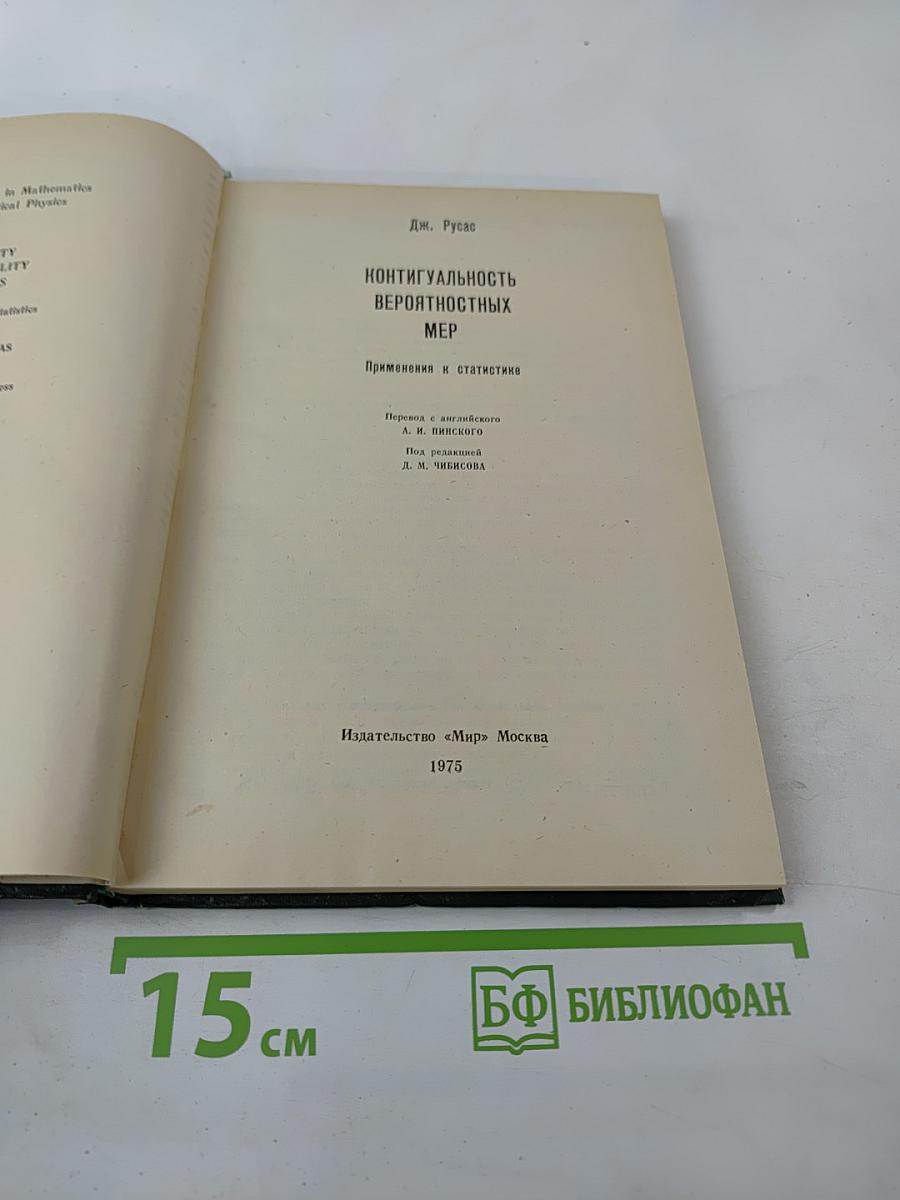 in Mathematics
ical Physics
TY
LITY
S
tatistics
AS
ess
Дж. Русас
КОНТИГУАЛЬНОСТЬ
ВЕРОЯТНОСТНЫХ
МЕР
Применения к статистике
Перевод с английского
А. И. ПИНСКОГО
Под редакцией
Д. М. ЧИБИСОВА
Издательство «Мир» Москва
1975
15 см
БФ БИБЛИОФАН